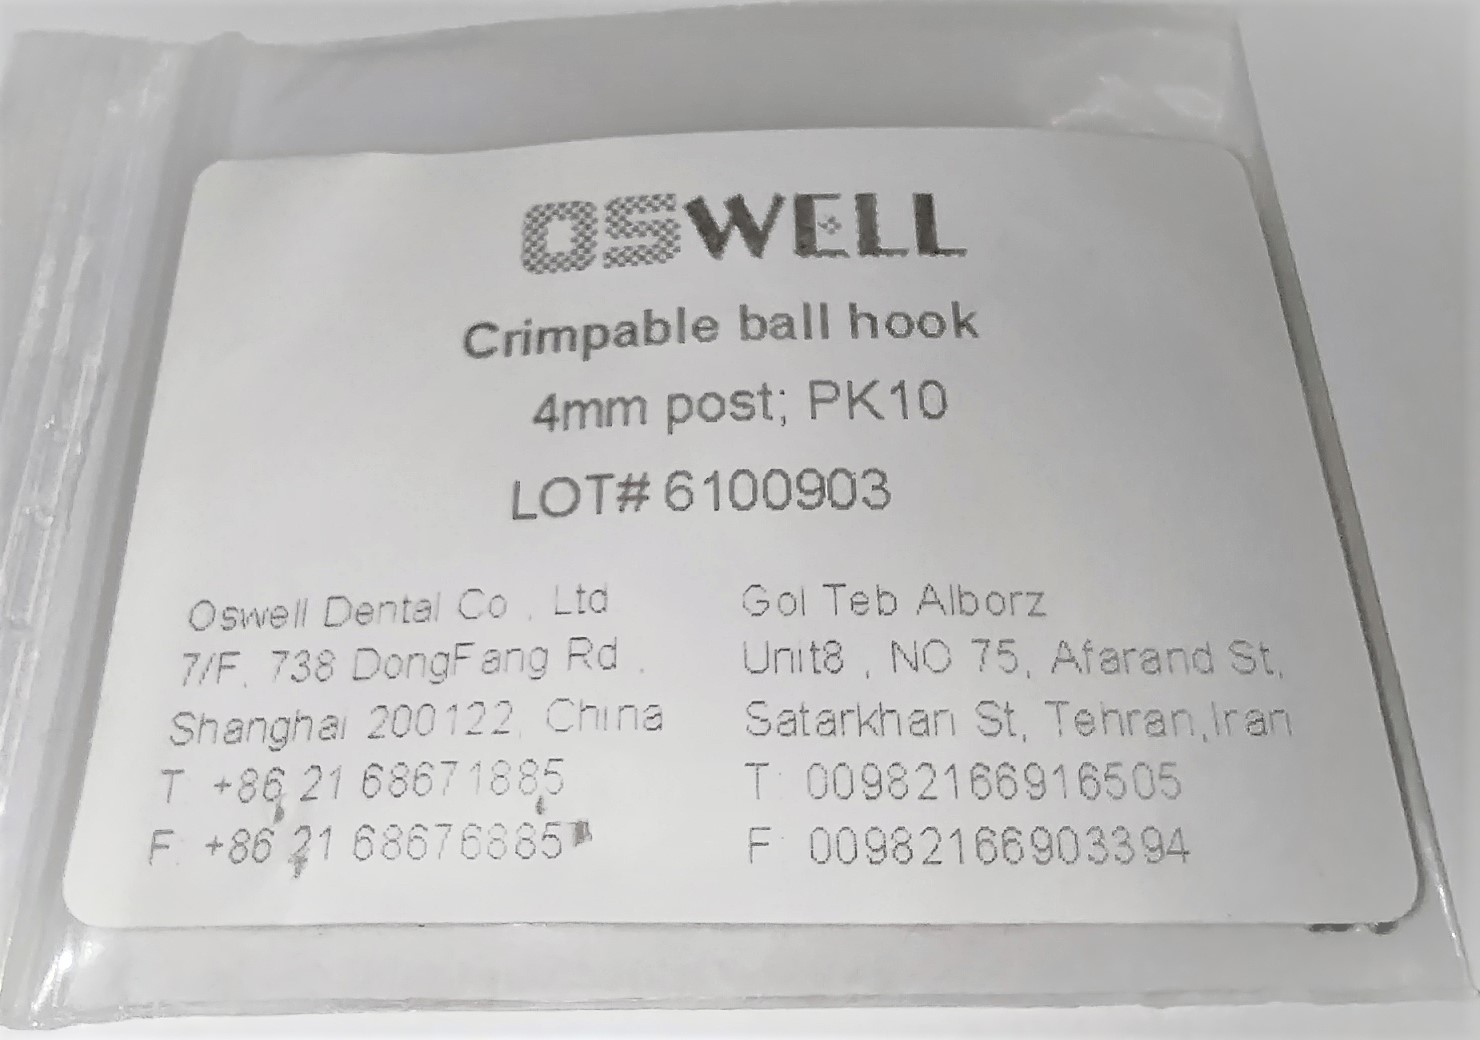 OSWELL
Crimpable ball hook
4mm post; PK10
LOT# 6100903
Oswell Dental Co . Ltd
7/F. 738 DongFang Rd .
Shanghai 200122, China
T +86 21 68671885
F: +86 21 68676885
Gol Teb Alborz
Unit8 , NO 75, Afarand St,
Satarkhan St, Tehran,Iran
T: 00982166916505
F: 00982166903394